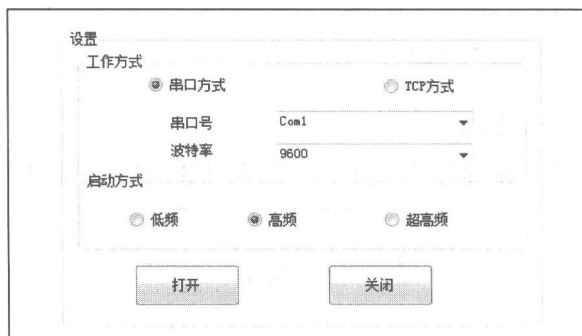 设置
工作方式
串口方式 TCP方式
串口号 Com1
波特率 9600
启动方式
低频 高频 超高频
打开 关闭